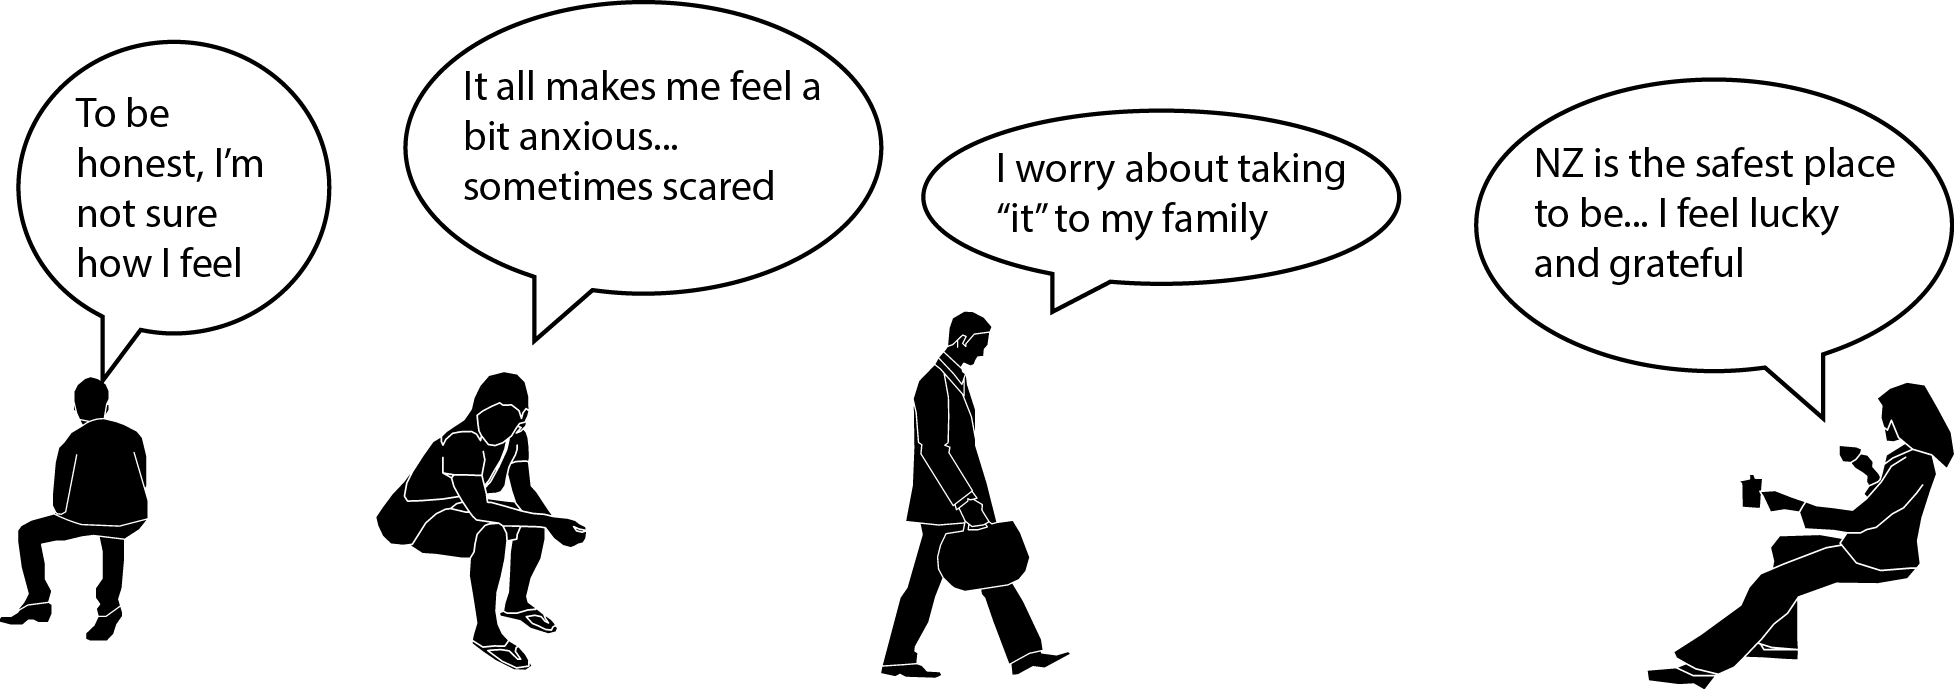 To be
honest, I’m
not sure
how I feel
It all makes me feel a
bit anxious...
sometimes scared
I worry about taking
“it” to my family
NZ is the safest place
to be... I feel lucky
and grateful